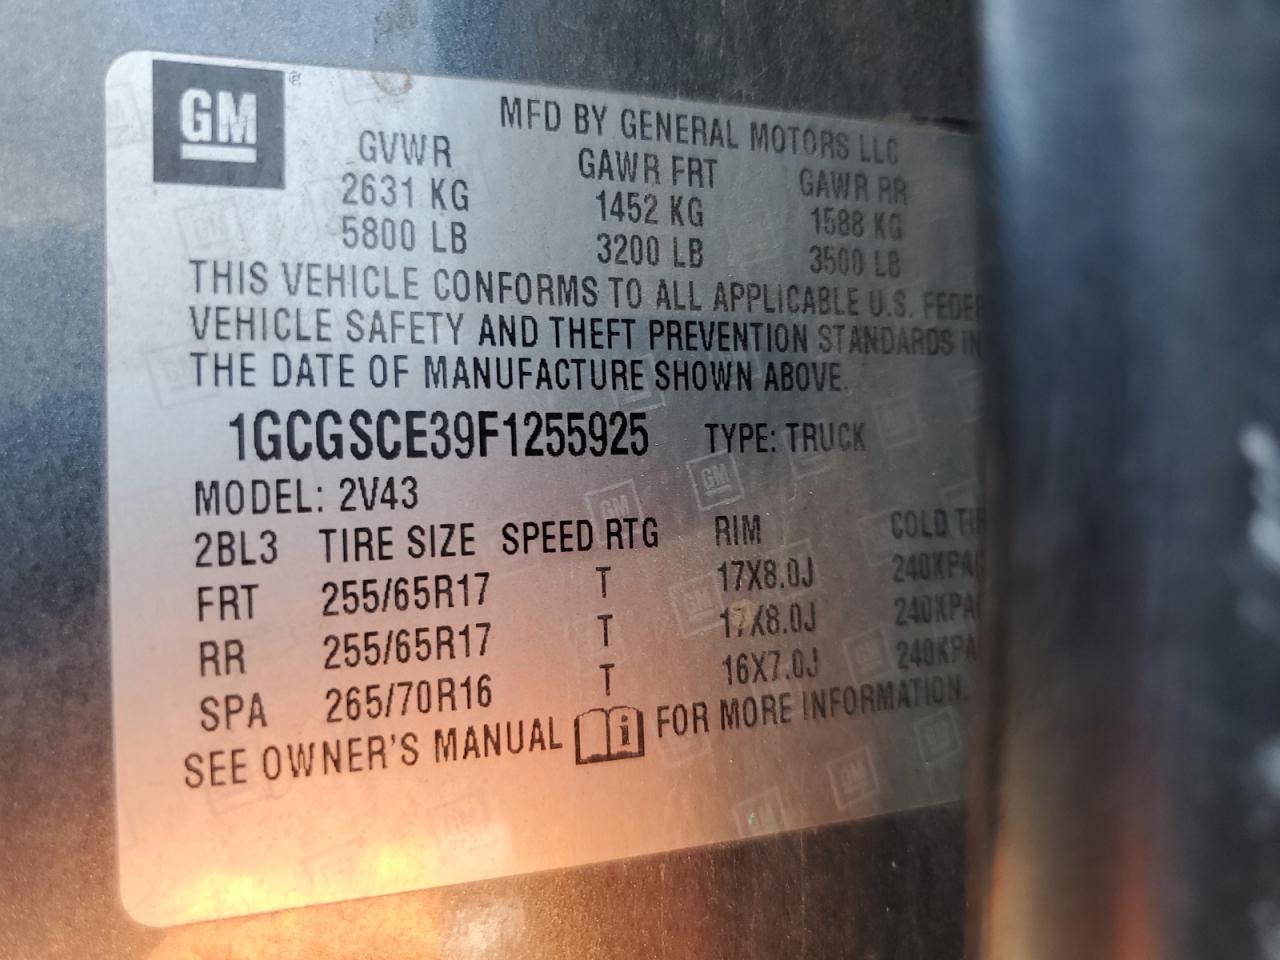 GM
MFD BY GENERAL MOTORS LLC
GVWR GAWR FRT GAWR RR
2631 KG 1452 KG 1588 KG
5800 LB 3200 LB 3500 LB
THIS VEHICLE CONFORMS TO ALL APPLICABLE U.S. FEDER
VEHICLE SAFETY AND THEFT PREVENTION STANDARDS IN
THE DATE OF MANUFACTURE SHOWN ABOVE.
1GCGSCE39F1255925 TYPE: TRUCK
MODEL: 2V43
2BL3 TIRE SIZE SPEED RTG RIM COLD TIR
FRT 255/65R17 T 17X8.0J 240KPA
RR 255/65R17 T 17X8.0J 240KPA
SPA 265/70R16 T 16X7.0J 240KPA
SEE OWNER'S MANUAL FOR MORE INFORMATION.